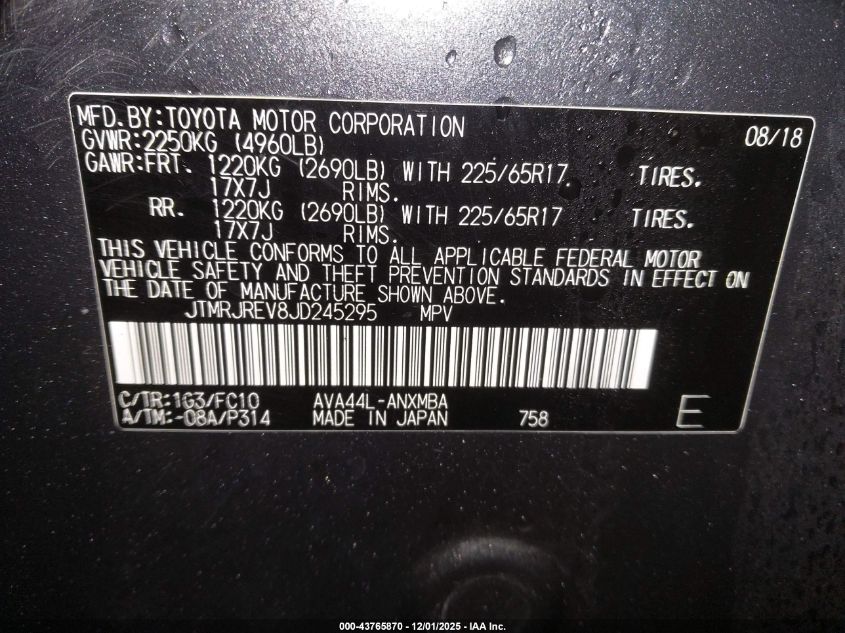 MFD.BY:TOYOTA MOTOR CORPORATION 08/18
GVWR:2250KG (4960LB)
GAWR:FRT. 1220KG (2690LB) WITH 225/65R17. TIRES.
17X7J RIMS.
RR. 1220KG (2690LB) WITH 225/65R17 TIRES.
17X7J RIMS.
THIS VEHICLE CONFORMS TO ALL APPLICABLE FEDERAL MOTOR
VEHICLE SAFETY AND THEFT PREVENTION STANDARDS IN EFFECT ON
THE DATE OF MANUFACTURE SHOWN ABOVE.
JTMRJREV8JD245295 MPV
C/TR:1G3/FC10 AVA44L-ANXMBA
A/TM:-08A/P314 MADE IN JAPAN 758 E
000-43765870 - 12/01/2025 - IAA Inc.